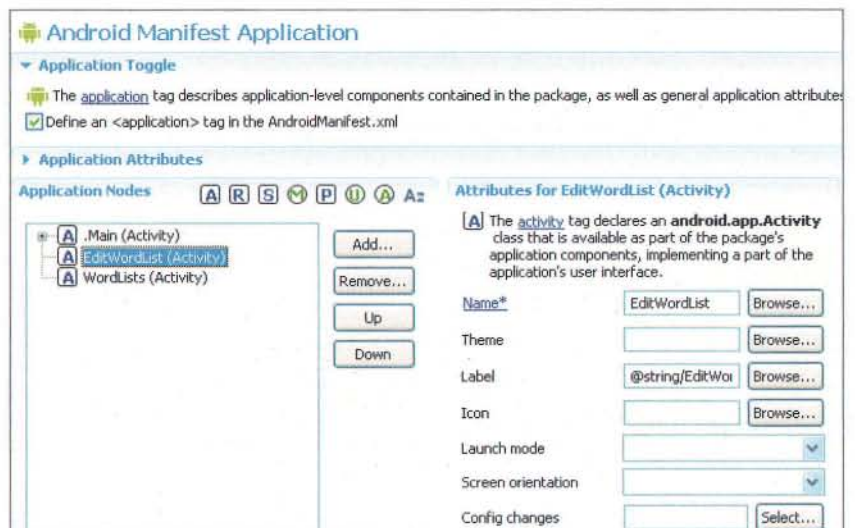 Android Manifest Application
Application Toggle
The application tag describes application-level components contained in the package, as well as general application attributes
Define an <application> tag in the AndroidManifest.xml
Application Attributes
Application Nodes
A R S M P U A Az
.Main (Activity)
EditWordList (Activity)
WordLists (Activity)
Add...
Remove...
Up
Down
Attributes for EditWordList (Activity)
A The activity tag declares an android.app.Activity
class that is available as part of the package's
application components, implementing a part of the
application's user interface.
Name* EditWordList Browse...
Theme Browse...
Label @string/EditWor Browse...
Icon Browse...
Launch mode
Screen orientation
Config changes Select...